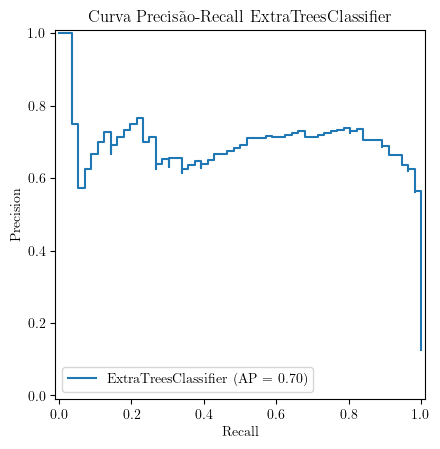 Curva Precisão-Recall ExtraTreesClassifier
1.0
0.8
0.6
0.4
0.2
0.0
Precision
ExtraTreesClassifier (AP = 0.70)
0.0 0.2 0.4 0.6 0.8 1.0
Recall